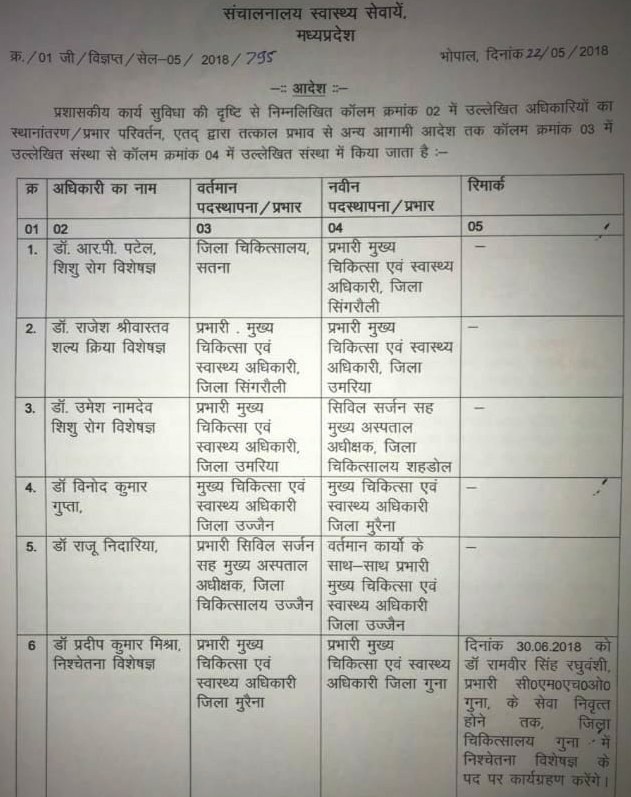 संचालनालय स्वास्थ्य सेवायें,
मध्यप्रदेश
क्र./01 जी/विज्ञप्त/सेल-05/ 2018/795
भोपाल, दिनांक 22/05/2018
-:: आदेश ::-
प्रशासकीय कार्य सुविधा की दृष्टि से निम्नलिखित कॉलम क्रमांक 02 में उल्लेखित अधिकारियों का
स्थानांतरण/प्रभार परिवर्तन, एतद् द्वारा तत्काल प्रभाव से अन्य आगामी आदेश तक कॉलम क्रमांक 03 में
उल्लेखित संस्था से कॉलम क्रमांक 04 में उल्लेखित संस्था में किया जाता है :-
क्र अधिकारी का नाम वर्तमान पदस्थापना/प्रभार नवीन पदस्थापना/प्रभार रिमार्क
01 02 03 04 05
1. डॉ. आर.पी. पटेल,
शिशु रोग विशेषज्ञ
जिला चिकित्सालय,
सतना
प्रभारी मुख्य
चिकित्सा एवं स्वास्थ्य
अधिकारी, जिला
सिंगरौली
–
2. डॉ. राजेश श्रीवास्तव
शल्य क्रिया विशेषज्ञ
प्रभारी . मुख्य
चिकित्सा एवं
स्वास्थ्य अधिकारी,
जिला सिंगरौली
प्रभारी मुख्य
चिकित्सा एवं स्वास्थ्य
अधिकारी, जिला
उमरिया
–
3. डॉ. उमेश नामदेव
शिशु रोग विशेषज्ञ
प्रभारी मुख्य
चिकित्सा एवं
स्वास्थ्य अधिकारी,
जिला उमरिया
सिविल सर्जन सह
मुख्य अस्पताल
अधीक्षक, जिला
चिकित्सालय शहडोल
–
4. डॉ विनोद कुमार
गुप्ता,
मुख्य चिकित्सा एवं
स्वास्थ्य अधिकारी
जिला उज्जैन
मुख्य चिकित्सा एवं
स्वास्थ्य अधिकारी
जिला मुरैना
–
5. डॉ राजू निदारिया,
प्रभारी सिविल सर्जन
सह मुख्य अस्पताल
अधीक्षक, जिला
चिकित्सालय उज्जैन
वर्तमान कार्यो के
साथ-साथ प्रभारी
मुख्य चिकित्सा एवं
स्वास्थ्य अधिकारी
जिला उज्जैन
–
6 डॉ प्रदीप कुमार मिश्रा,
निश्चेतना विशेषज्ञ
प्रभारी मुख्य
चिकित्सा एवं
स्वास्थ्य अधिकारी
जिला मुरैना
प्रभारी मुख्य
चिकित्सा एवं स्वास्थ्य
अधिकारी जिला गुना
दिनांक 30.06.2018 को
डॉ रामवीर सिंह रघुवंशी,
प्रभारी सी०एम०एच०ओ०
गुना, के सेवा निवृत्त
होने तक, जिला
चिकित्सालय गुना में
निश्चेतना विशेषज्ञ के
पद पर कार्यग्रहण करेंगे।